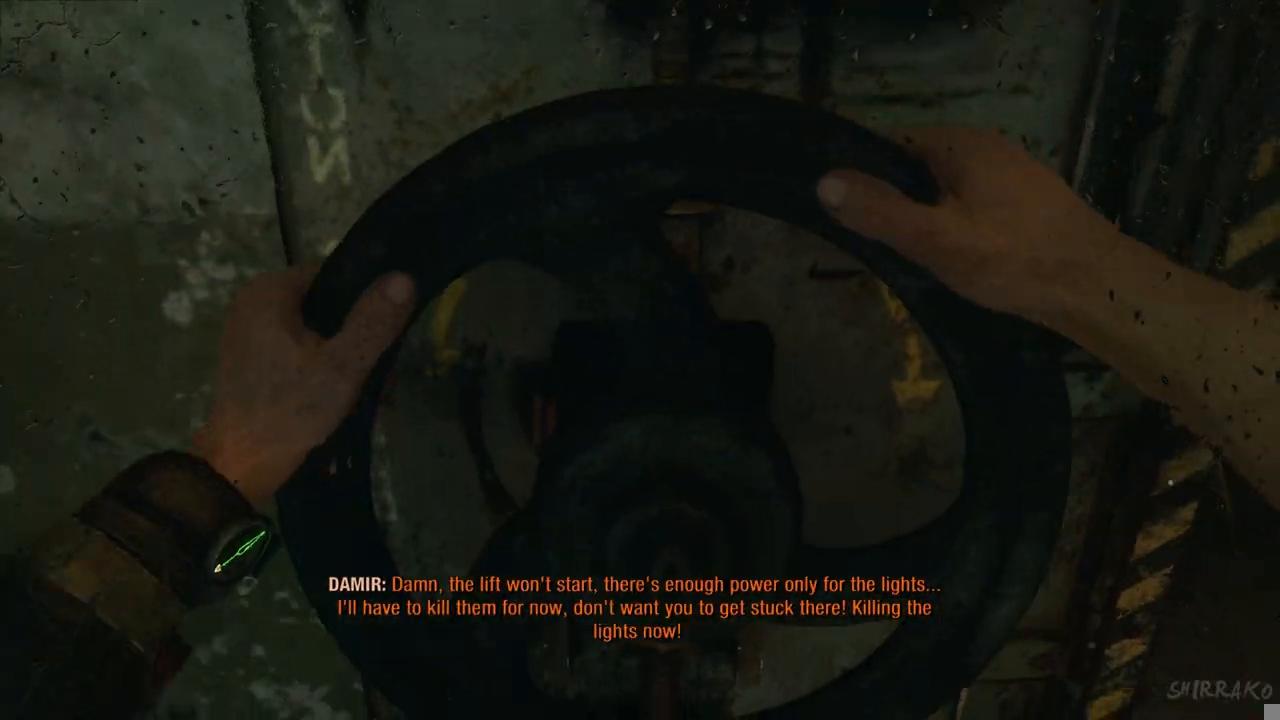 DAMIR: Damn, the lift won't start, there's enough power only for the lights...
I'll have to kill them for now, don't want you to get stuck there! Killing the
lights now!
SHIRRAKO